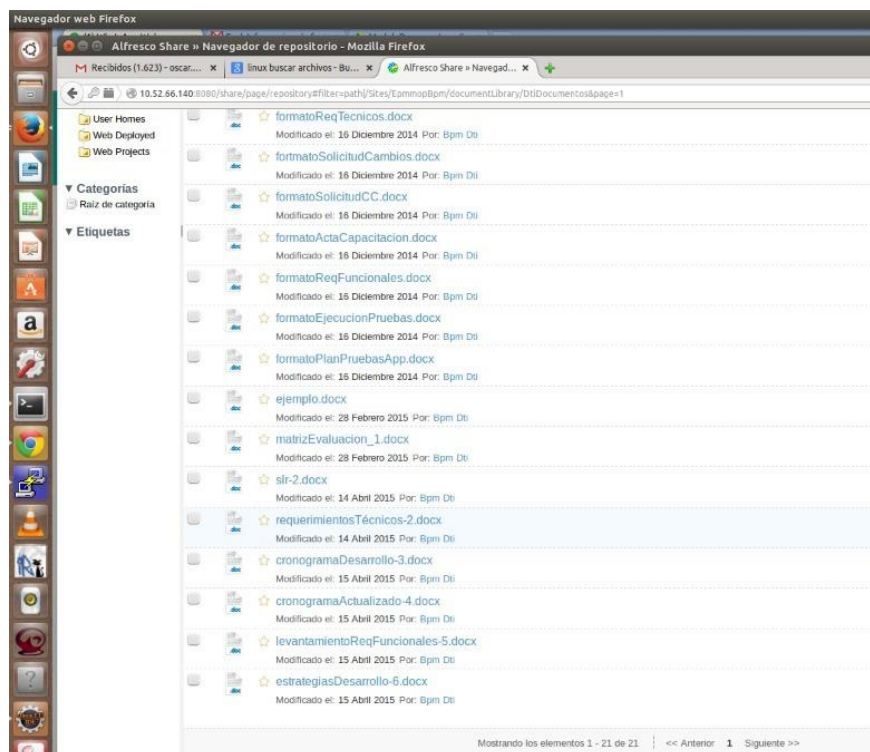 Navegador web Firefox
Alfresco Share » Navegador de repositorio - Mozilla Firefox
Recibidos (1.623) - oscar....
linux buscar archivos - Bu...
Alfresco Share » Navegad...
10.52.66.140:8080/share/page/repository#filter=path|/Sites/EpmmopBpm/documentLibrary/DtiDocumentos&page=1
User Homes
Web Deployed
Web Projects
Categorías
Raíz de categoría
Etiquetas
formatoReqTecnicos.docx
Modificado el: 16 Diciembre 2014 Por: Bpm Dti
fortmatoSolicitudCambios.docx
Modificado el: 16 Diciembre 2014 Por: Bpm Dti
formatoSolicitudCC.docx
Modificado el: 16 Diciembre 2014 Por: Bpm Dti
formatoActaCapacitacion.docx
Modificado el: 16 Diciembre 2014 Por: Bpm Dti
formatoReqFuncionales.docx
Modificado el: 16 Diciembre 2014 Por: Bpm Dti
formatoEjecucionPruebas.docx
Modificado el: 16 Diciembre 2014 Por: Bpm Dti
formatoPlanPruebasApp.docx
Modificado el: 16 Diciembre 2014 Por: Bpm Dti
ejemplo.docx
Modificado el: 28 Febrero 2015 Por: Bpm Dti
matrizEvaluacion_1.docx
Modificado el: 28 Febrero 2015 Por: Bpm Dti
slr-2.docx
Modificado el: 14 Abril 2015 Por: Bpm Dti
requerimientosTécnicos-2.docx
Modificado el: 14 Abril 2015 Por: Bpm Dti
cronogramaDesarrollo-3.docx
Modificado el: 15 Abril 2015 Por: Bpm Dti
cronogramaActualizado-4.docx
Modificado el: 15 Abril 2015 Por: Bpm Dti
levantamientoReqFuncionales-5.docx
Modificado el: 15 Abril 2015 Por: Bpm Dti
estrategiasDesarrollo-6.docx
Modificado el: 15 Abril 2015 Por: Bpm Dti
Mostrando los elementos 1 - 21 de 21 << Anterior 1 Siguiente >>